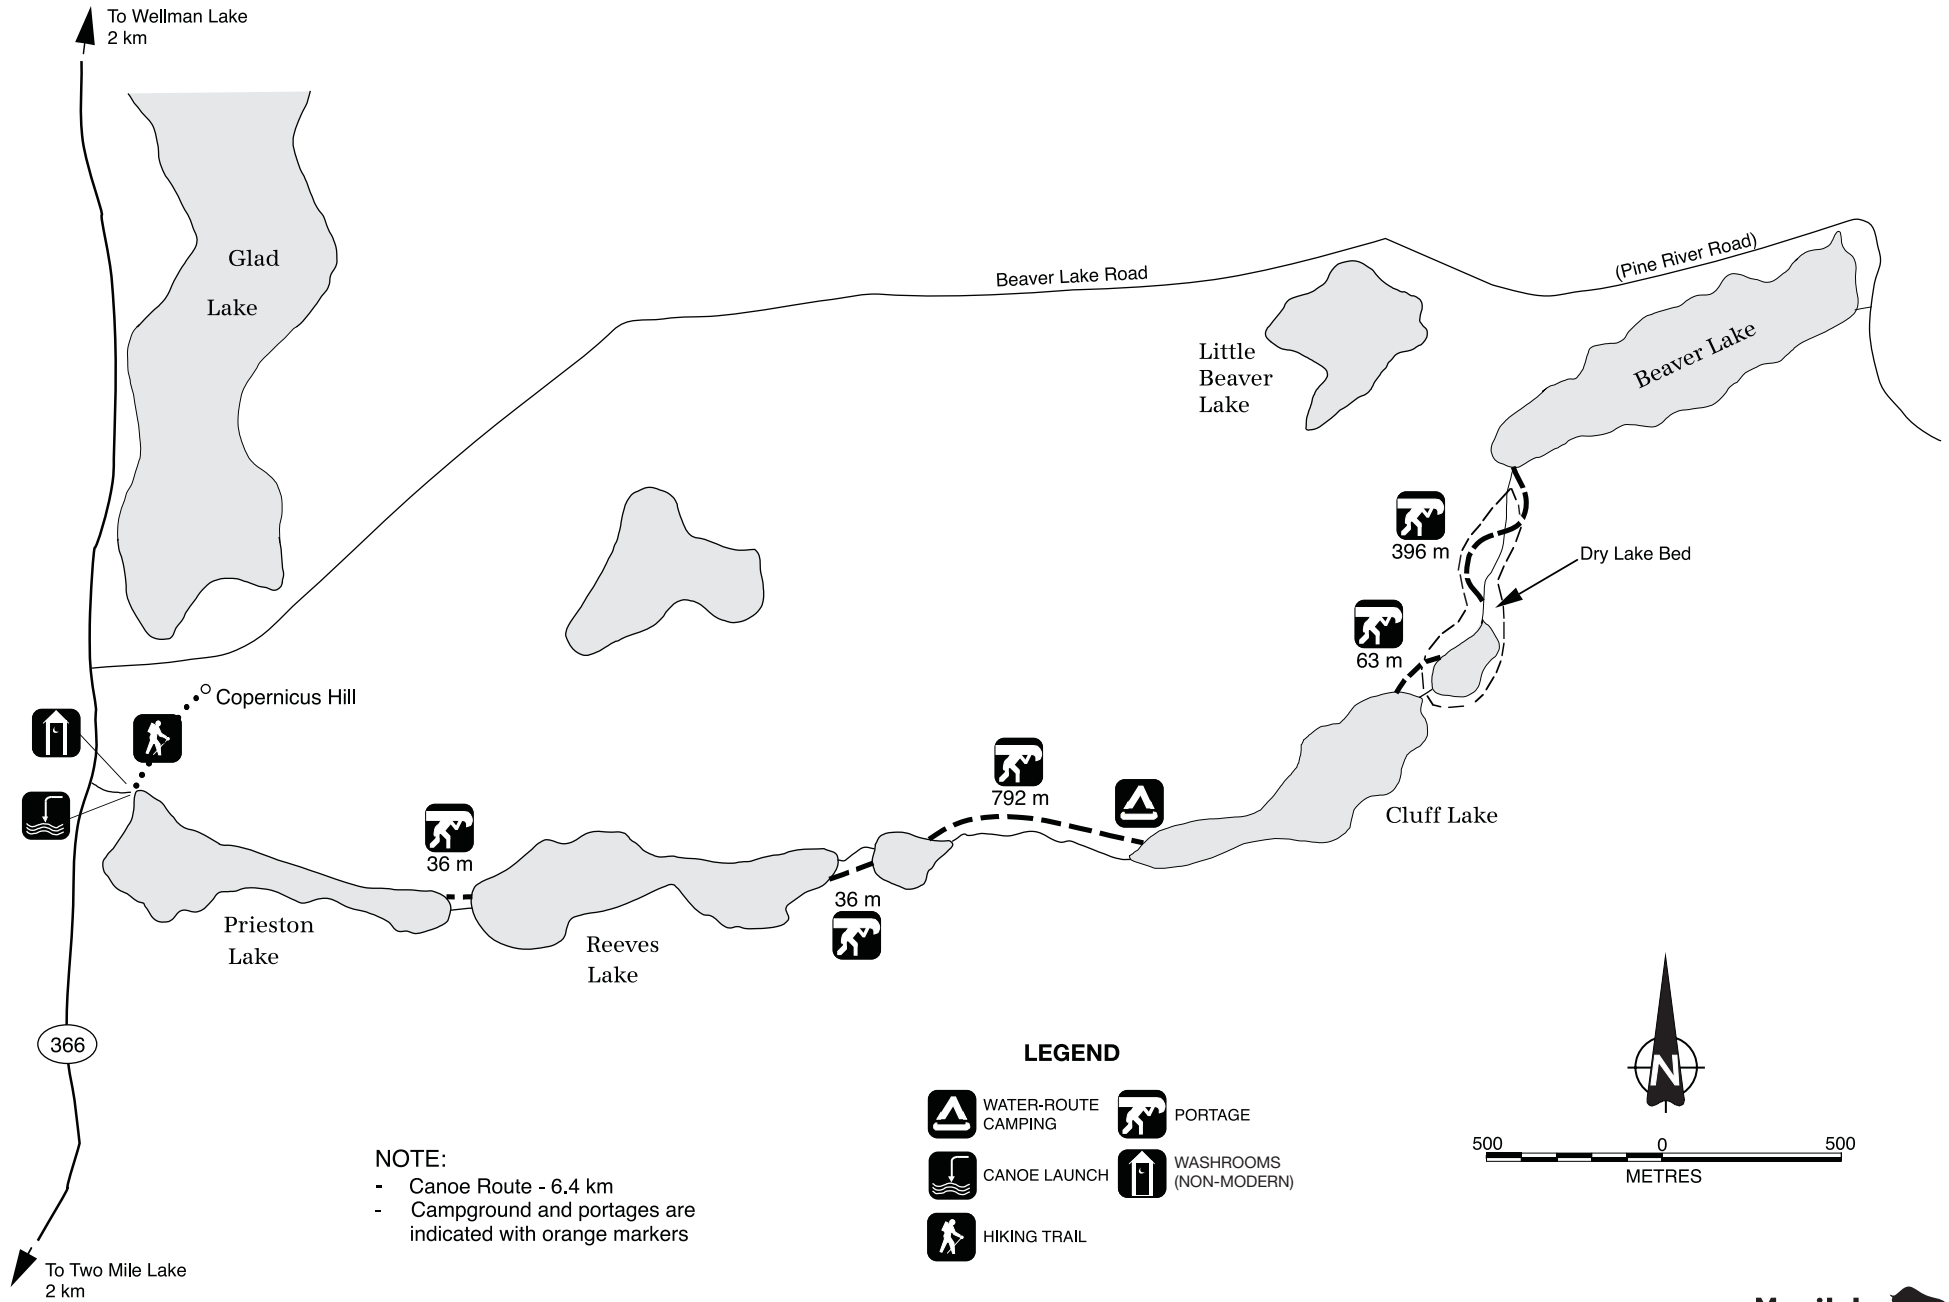 To Wellman Lake
2 km
Glad
Lake
Beaver Lake Road
(Pine River Road)
Little
Beaver
Lake
Beaver Lake
396 m
Dry Lake Bed
63 m
Copernicus Hill
792 m
Cluff Lake
36 m
36 m
Prieston
Lake
Reeves
Lake
366
N
LEGEND
WATER-ROUTE
CAMPING
PORTAGE
CANOE LAUNCH
WASHROOMS
(NON-MODERN)
HIKING TRAIL
500 0 500
METRES
NOTE:
- Canoe Route - 6.4 km
- Campground and portages are
indicated with orange markers
To Two Mile Lake
2 km